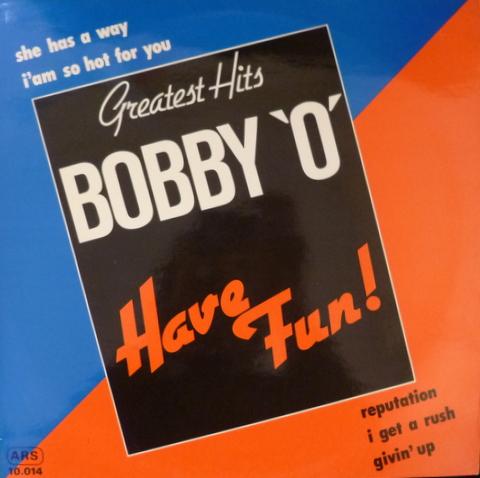 she has a way
i'am so hot for you
Greatest Hits
BOBBY 'O'
Have
Fun!
reputation
i get a rush
givin' up
ARS
10.014